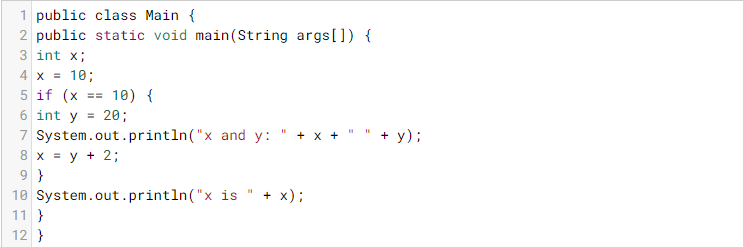 1 public class Main {
2 public static void main(String args[]) {
3 int x;
4 x = 10;
5 if (x == 10) {
6 int y = 20;
7 System.out.println("x and y: " + x + " " + y);
8 x = y + 2;
9 }
10 System.out.println("x is " + x);
11 }
12 }